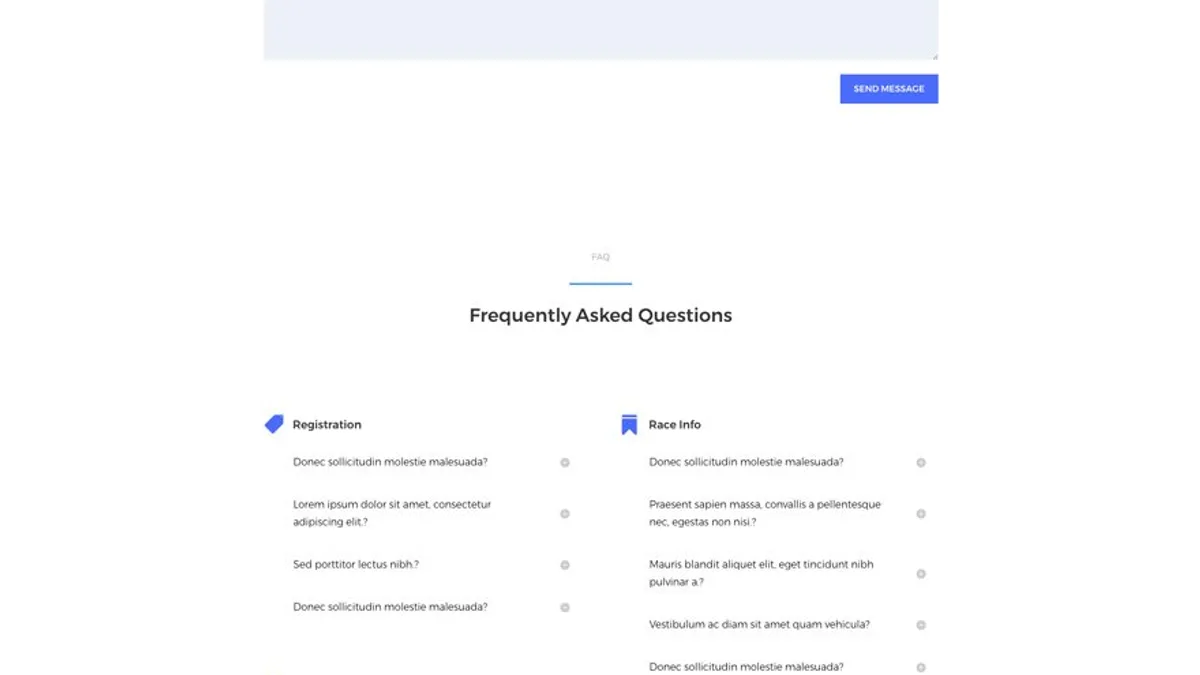 SEND MESSAGE
FAQ
Frequently Asked Questions
Registration
Donec sollicitudin molestie malesuada?
Lorem ipsum dolor sit amet, consectetur
adipiscing elit.?
Sed porttitor lectus nibh.?
Donec sollicitudin molestie malesuada?
Race Info
Donec sollicitudin molestie malesuada?
Praesent sapien massa, convallis a pellentesque
nec, egestas non nisi.?
Mauris blandit aliquet elit, eget tincidunt nibh
pulvinar a.?
Vestibulum ac diam sit amet quam vehicula?
Donec sollicitudin molestie malesuada?